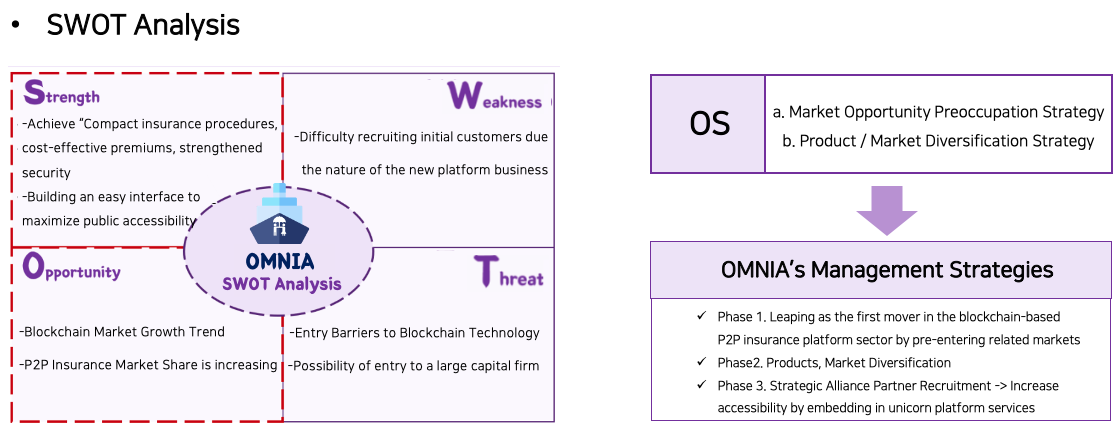 • SWOT Analysis
Strength
-Achieve "Compact insurance procedures,
cost-effective premiums, strengthened
security
-Building an easy interface to
maximize public accessibility
Weakness
-Difficulty recruiting initial customers due
the nature of the new platform business
OMNIA
SWOT Analysis
Opportunity
-Blockchain Market Growth Trend
-P2P Insurance Market Share is increasing
Threat
-Entry Barriers to Blockchain Technology
-Possibility of entry to a large capital firm
OS
a. Market Opportunity Preoccupation Strategy
b. Product / Market Diversification Strategy
OMNIA's Management Strategies
✓ Phase 1. Leaping as the first mover in the blockchain-based
P2P insurance platform sector by pre-entering related markets
✓ Phase2. Products, Market Diversification
✓ Phase 3. Strategic Alliance Partner Recruitment -> Increase
accessibility by embedding in unicorn platform services